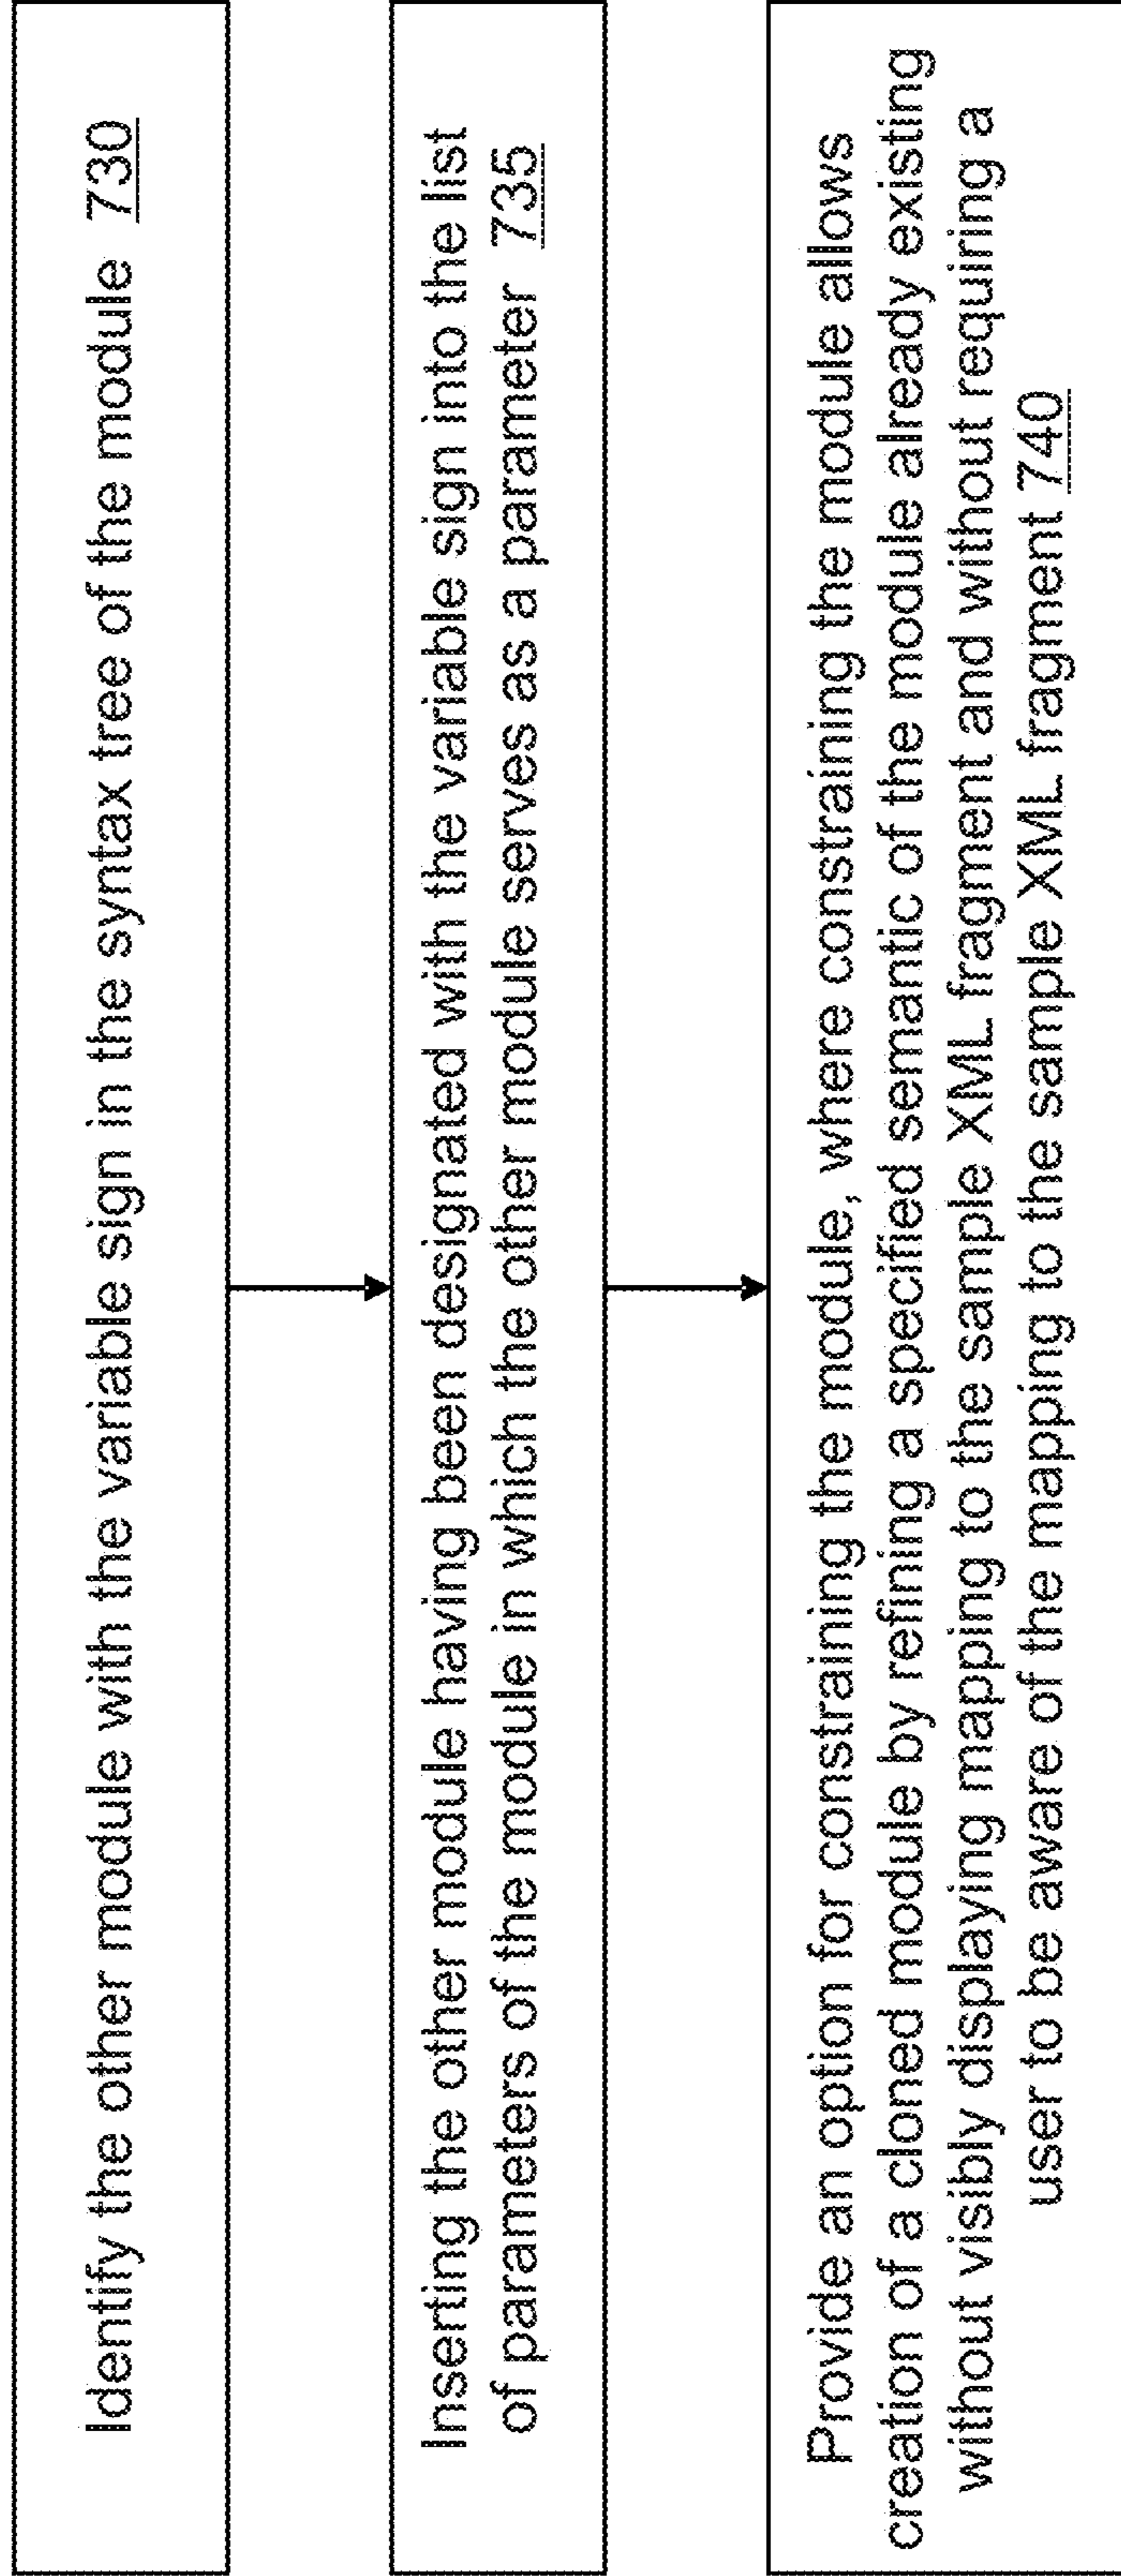 Identify the other module with the variable sign in the syntax tree of the module 730
Inserting the other module having been designated with the variable sign into the list
of parameters of the module in which the other module serves as a parameter 735
Provide an option for constraining the module, where constraining the module allows
creation of a cloned module by refining a specified semantic of the module already existing
without visibly displaying mapping to the sample XML fragment and without requiring a
user to be aware of the mapping to the sample XML fragment 740